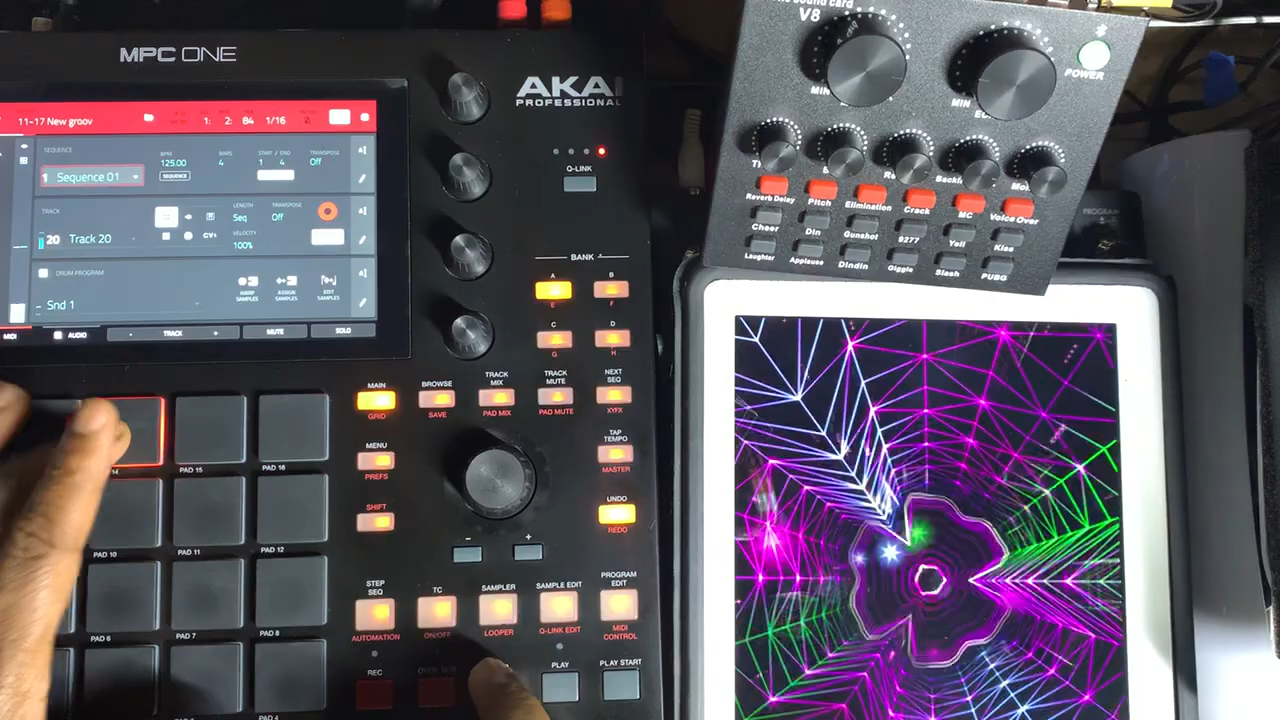 MPC ONE
AKAI
PROFESSIONAL
11-17 New groov
1: 2: 84 1/16
SEQUENCE
BPM
BARS
START / END
TRANSPOSE
1 Sequence 01
125.00
4
1 4
Off
SEQUENCE
TRACK
LENGTH
TRANSPOSE
Seq
Off
20 Track 20
CV+
VELOCITY
100%
DRUM PROGRAM
Snd 1
WARP SAMPLES
ASSIGN SAMPLES
EDIT SAMPLES
MIDI
AUDIO
- TRACK +
MUTE
SOLO
Q-LINK
BANK
A
B
E
F
C
D
G
H
MAIN
GRID
BROWSE
SAVE
TRACK MIX
PAD MIX
TRACK MUTE
PAD MUTE
NEXT SEQ
XYFX
MENU
PREFS
TAP TEMPO
MASTER
SHIFT
UNDO
REDO
-
+
STEP SEQ
AUTOMATION
TC
ON/OFF
SAMPLER
LOOPER
SAMPLE EDIT
Q-LINK EDIT
PROGRAM EDIT
MIDI CONTROL
REC
PLAY
PLAY START
PAD 15
PAD 16
PAD 10
PAD 11
PAD 12
PAD 6
PAD 7
PAD 8
PAD 4
sound card
V8
POWER
MIN
MIN
Reverb Delay
Pitch
Elimination
Crack
MC
Voice Over
Cheer
Din
Gunshot
9277
Yell
Kiss
Laughter
Applause
Dindin
Giggle
Slash
PUBG